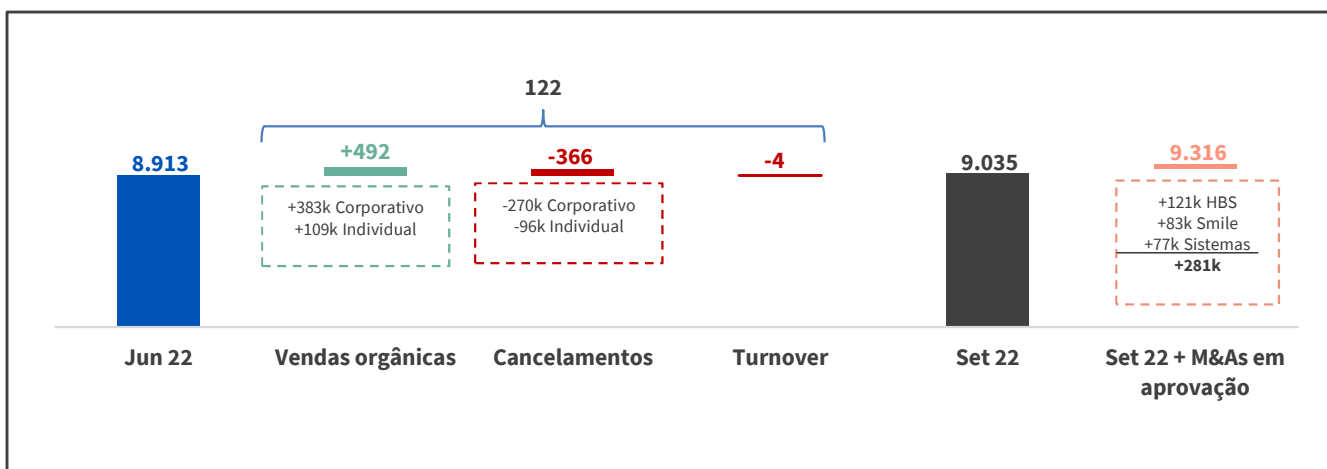 122
8.913
+492
-366
-4
9.035
9.316
+383k Corporativo
+109k Individual
-270k Corporativo
-96k Individual
+121k HBS
+83k Smile
+77k Sistemas
+281k
Jun 22
Vendas orgânicas
Cancelamentos
Turnover
Set 22
Set 22 + M&As em
aprovação